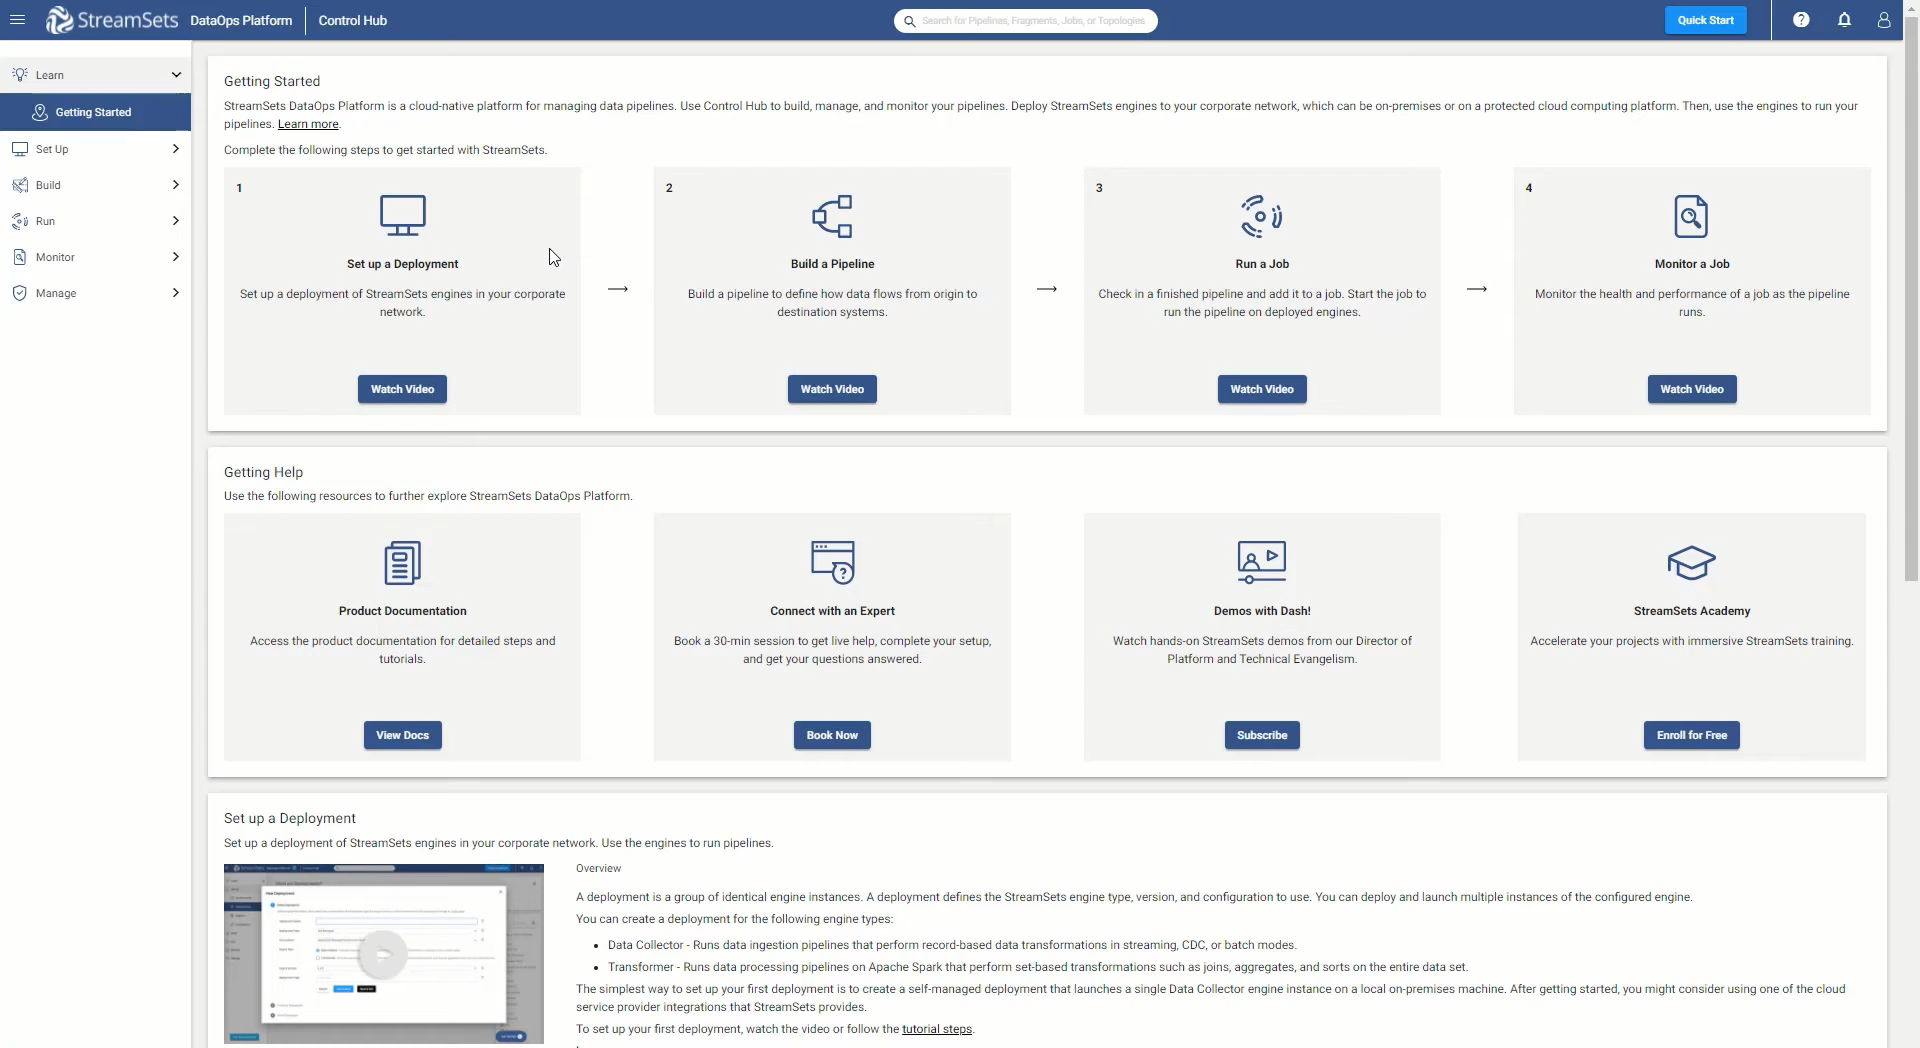 StreamSets DataOps Platform Control Hub
Search for Pipelines, Fragments, Jobs, or Topologies
Quick Start
Learn
Getting Started
Set Up
Build
Run
Monitor
Manage
Getting Started
StreamSets DataOps Platform is a cloud-native platform for managing data pipelines. Use Control Hub to build, manage, and monitor your pipelines. Deploy StreamSets engines to your corporate network, which can be on-premises or on a protected cloud computing platform. Then, use the engines to run your
pipelines. Learn more.
Complete the following steps to get started with StreamSets.
1
Set up a Deployment
Set up a deployment of StreamSets engines in your corporate
network.
Watch Video
2
Build a Pipeline
Build a pipeline to define how data flows from origin to
destination systems.
Watch Video
3
Run a Job
Check in a finished pipeline and add it to a job. Start the job to
run the pipeline on deployed engines.
Watch Video
4
Monitor a Job
Monitor the health and performance of a job as the pipeline
runs.
Watch Video
Getting Help
Use the following resources to further explore StreamSets DataOps Platform.
Product Documentation
Access the product documentation for detailed steps and
tutorials.
View Docs
Connect with an Expert
Book a 30-min session to get live help, complete your setup,
and get your questions answered.
Book Now
Demos with Dash!
Watch hands-on StreamSets demos from our Director of
Platform and Technical Evangelism.
Subscribe
StreamSets Academy
Accelerate your projects with immersive StreamSets training.
Enroll for Free
Set up a Deployment
Set up a deployment of StreamSets engines in your corporate network. Use the engines to run pipelines.
Overview
A deployment is a group of identical engine instances. A deployment defines the StreamSets engine type, version, and configuration to use. You can deploy and launch multiple instances of the configured engine.
You can create a deployment for the following engine types:
• Data Collector - Runs data ingestion pipelines that perform record-based data transformations in streaming, CDC, or batch modes.
• Transformer - Runs data processing pipelines on Apache Spark that perform set-based transformations such as joins, aggregates, and sorts on the entire data set.
The simplest way to set up your first deployment is to create a self-managed deployment that launches a single Data Collector engine instance on a local on-premises machine. After getting started, you might consider using one of the cloud
service provider integrations that StreamSets provides.
To set up your first deployment, watch the video or follow the tutorial steps.